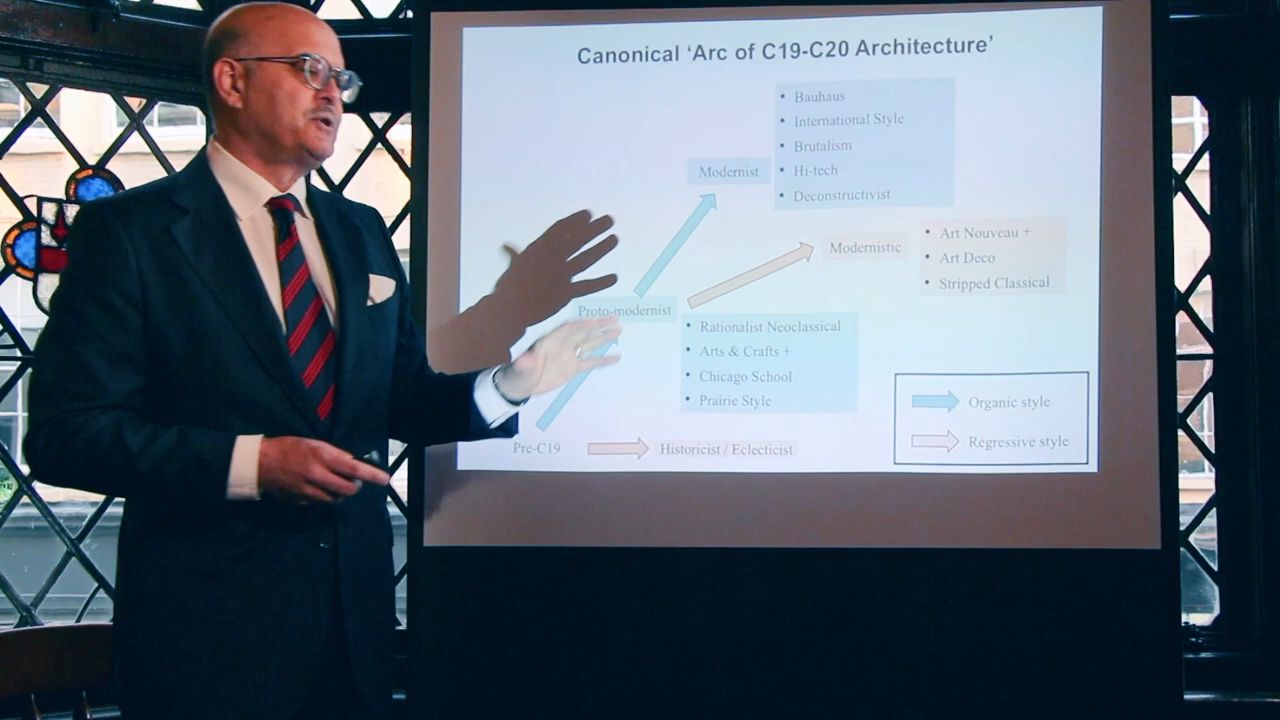 Canonical ‘Arc of C19-C20 Architecture’
• Bauhaus
• International Style
• Brutalism
• Hi-tech
• Deconstructivist
Modernist
Modernistic
• Art Nouveau +
• Art Deco
• Stripped Classical
Proto-modernist
• Rationalist Neoclassical
• Arts & Crafts +
• Chicago School
• Prairie Style
Pre-C19
Historicist / Eclecticist
Organic style
Regressive style